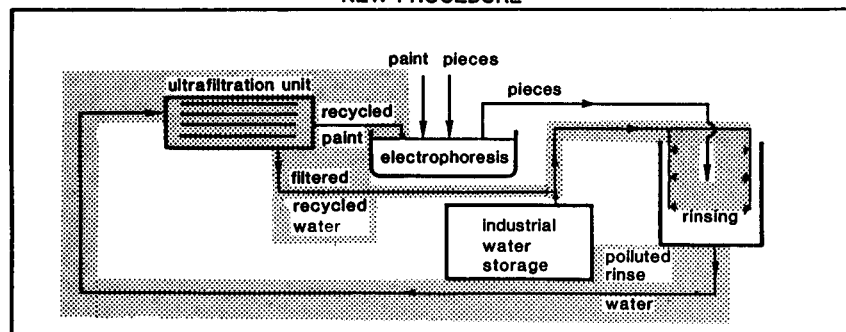 NEW PROCEDURE
paint pieces
ultrafiltration unit
pieces
recycled
paint
electrophoresis
filtered
recycled
water
rinsing
industrial
water
storage
polluted
rinse
water